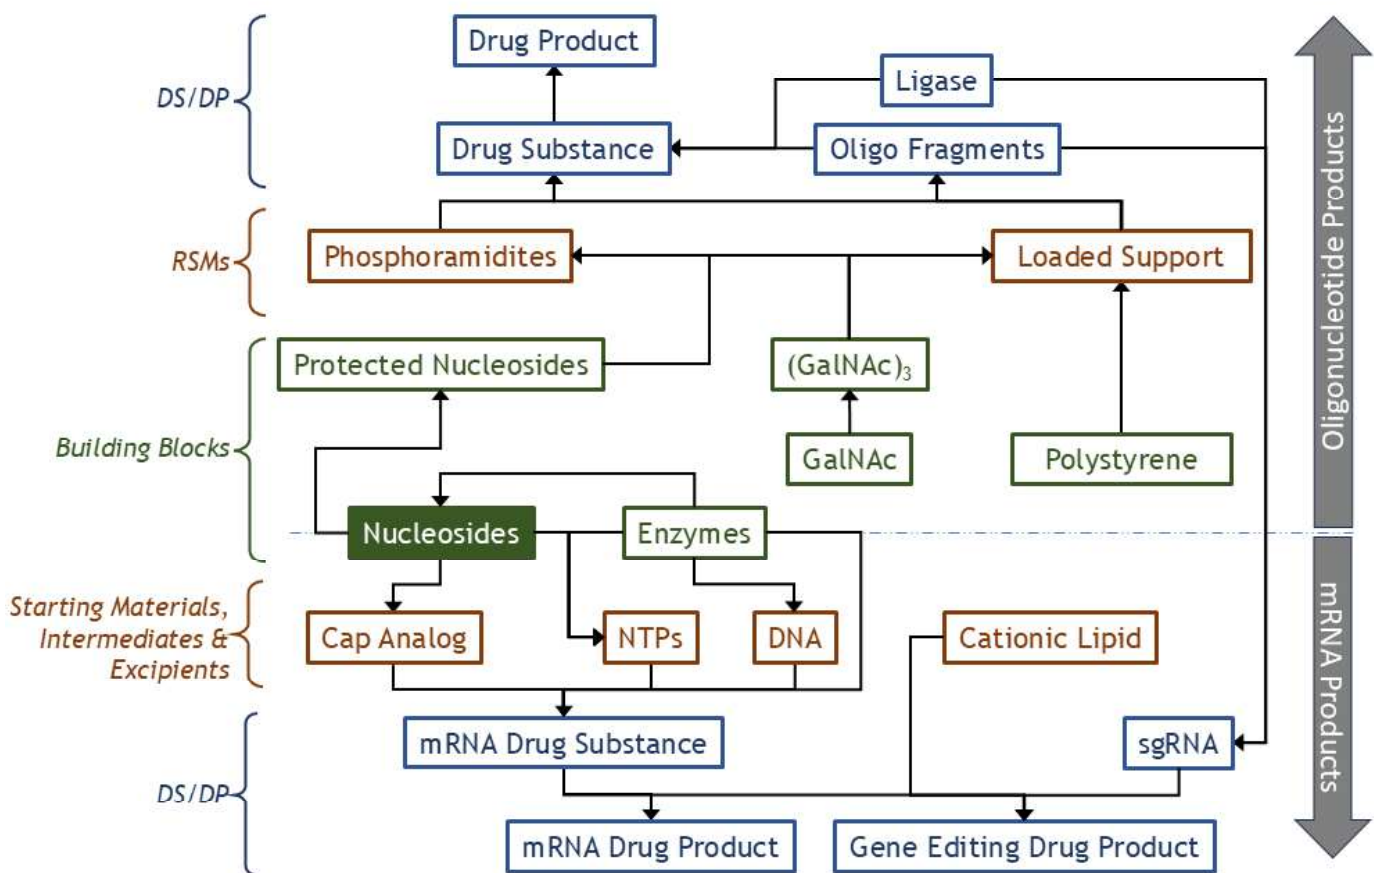 Drug Product
Ligase
DS/DP
Drug Substance
Oligo Fragments
RSMs
Phosphoramidites
Loaded Support
Protected Nucleosides
(GalNAc)₃
Building Blocks
GalNAc
Polystyrene
Nucleosides
Enzymes
Oligonucleotide Products
Starting Materials,
Intermediates &
Excipients
Cap Analog
NTPs
DNA
Cationic Lipid
mRNA Drug Substance
sgRNA
DS/DP
mRNA Drug Product
Gene Editing Drug Product
mRNA Products